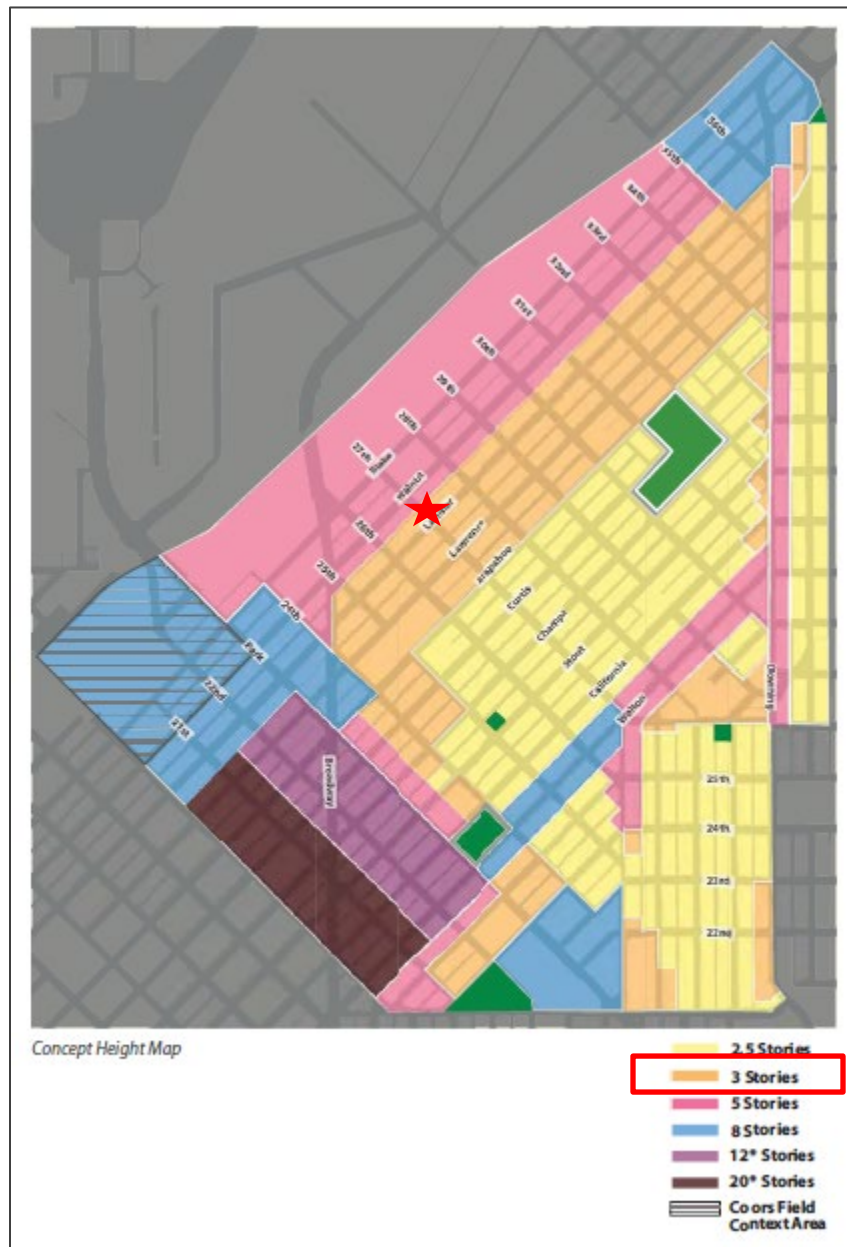 36th
35th
34th
33rd
32nd
31st
30th
29th
28th
27th
Blake
Walnut
26th
Lawrence
arapahoe
25th
Curtis
24th
Champa
Stout
Park
California
22nd
Welton
Downing
21st
Broadway
25th
24th
23rd
22nd
Concept Height Map
2.5 Stories
3 Stories
5 Stories
8 Stories
12* Stories
20* Stories
Coors Field
Context Area